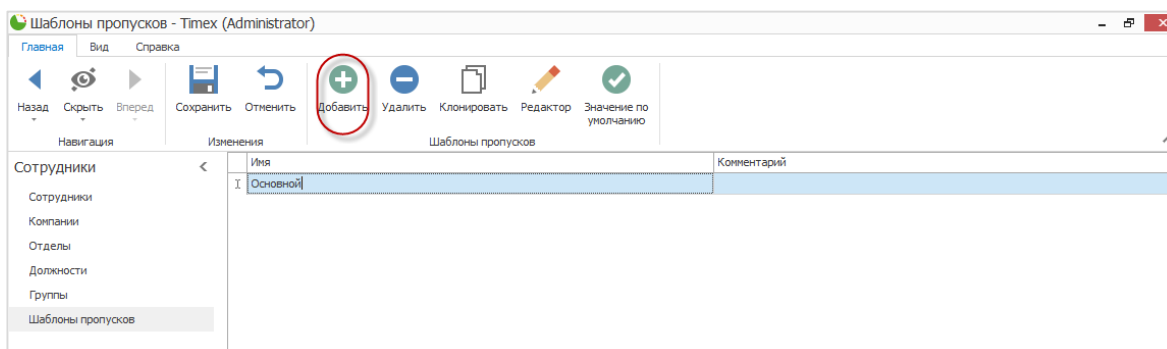 Шаблоны пропусков - Timex (Administrator)
Главная Вид Справка
Назад Скрыть Вперед Сохранить Отменить Добавить Удалить Клонировать Редактор Значение по
умолчанию
Навигация Изменения Шаблоны пропусков
Сотрудники
Имя Комментарий
Основной
Сотрудники
Компании
Отделы
Должности
Группы
Шаблоны пропусков